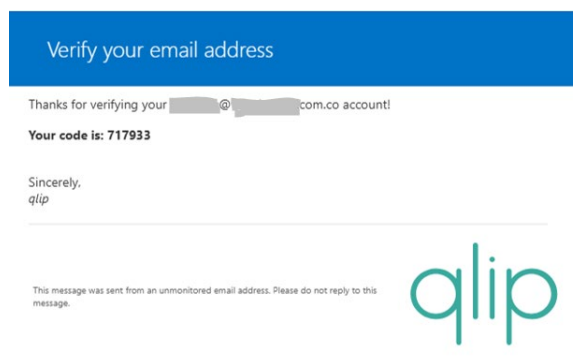 Verify your email address
Thanks for verifying your @ com.co account!
Your code is: 717933
Sincerely,
qlip
This message was sent from an unmonitored email address. Please do not reply to this
message.
qlip